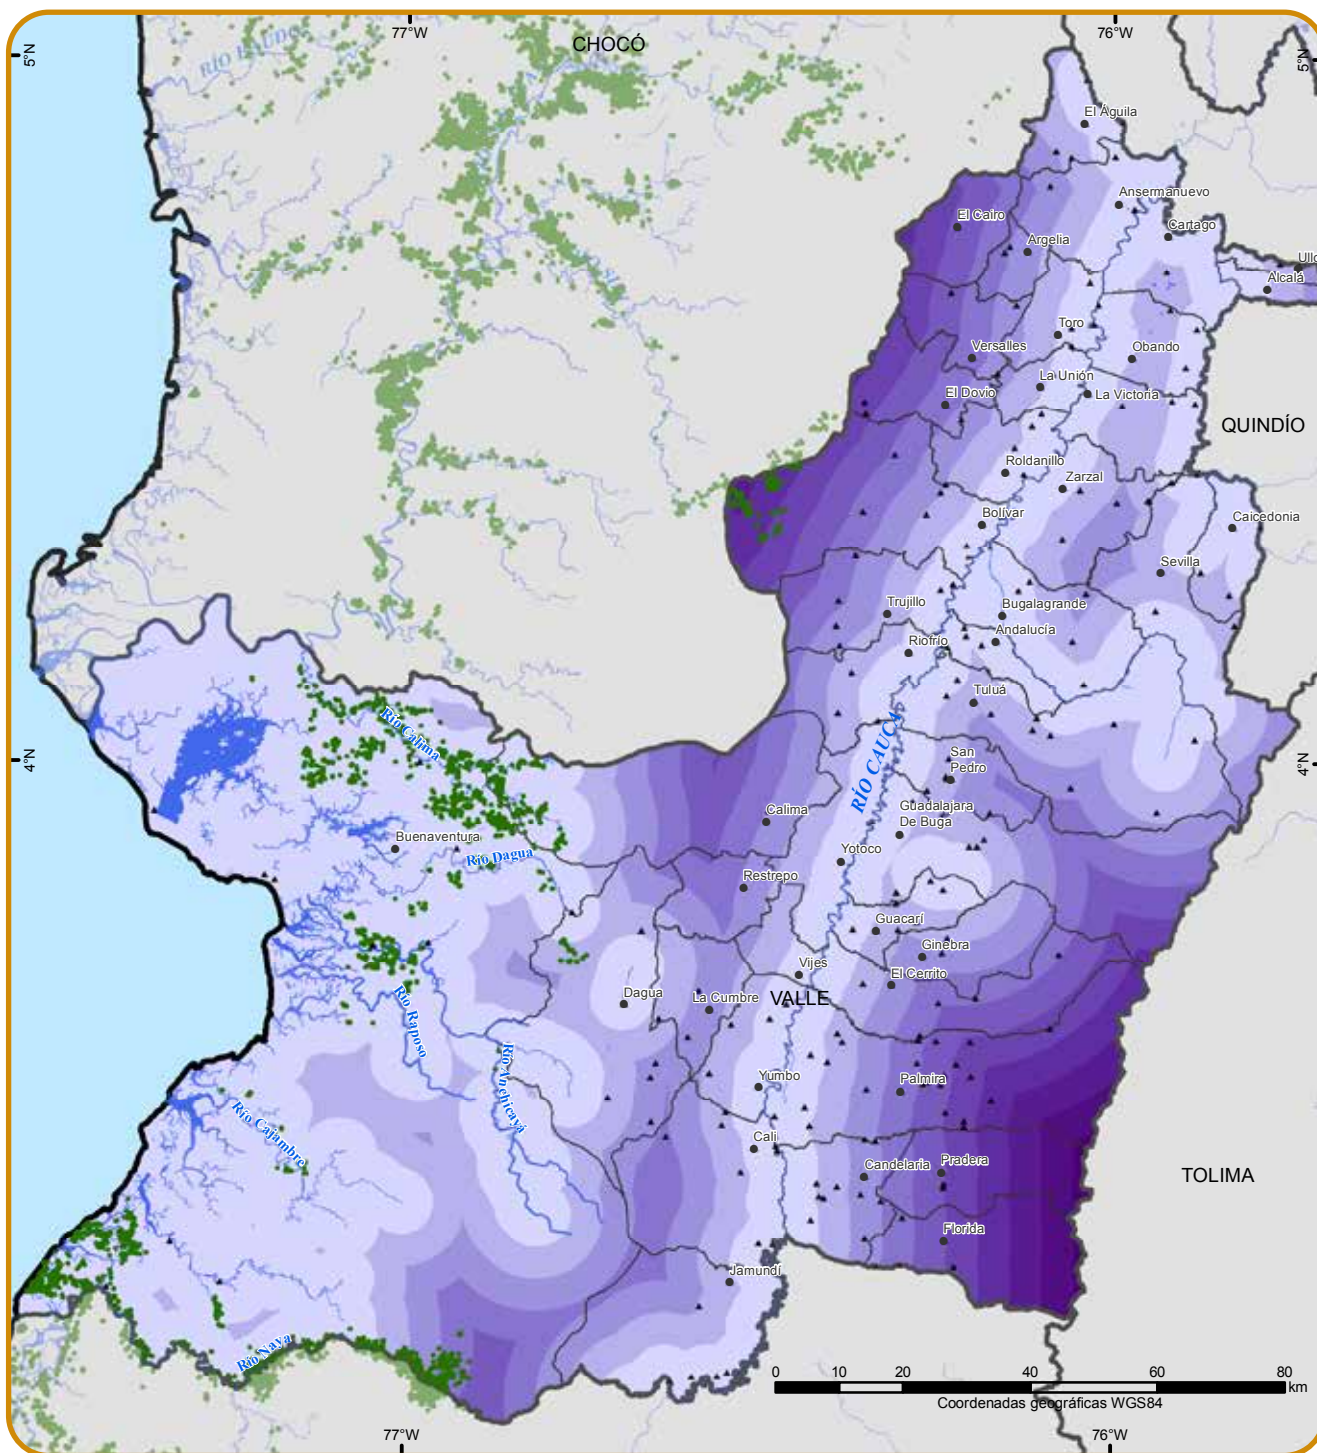 77°W
76°W
5°N
5°N
CHOCÓ
El Águila
Ansermanuevo
El Cairo
Cartago
Argelia
Alcalá
Toro
Versalles
Obando
La Unión
La Victoria
El Dovio
QUINDÍO
Roldanillo
Zarzal
Bolívar
Caicedonia
Sevilla
Trujillo
Bugalagrande
Andalucía
Riofrío
Tuluá
Río Calima
RÍO CAUCA
4°N
4°N
San
Pedro
Calima
Guadalajara
De Buga
Buenaventura
Río Dagua
Yotoco
Restrepo
Guacarí
Ginebra
Vijes
El Cerrito
Dagua
La Cumbre
VALLE
Río Raposo
Río Anchicayá
Yumbo
Palmira
Río Cajambre
Cali
Candelaria
Pradera
TOLIMA
Florida
Jamundí
Río Naya
0 10 20 40 60 80
km
Coordenadas geográficas WGS84
77°W
76°W